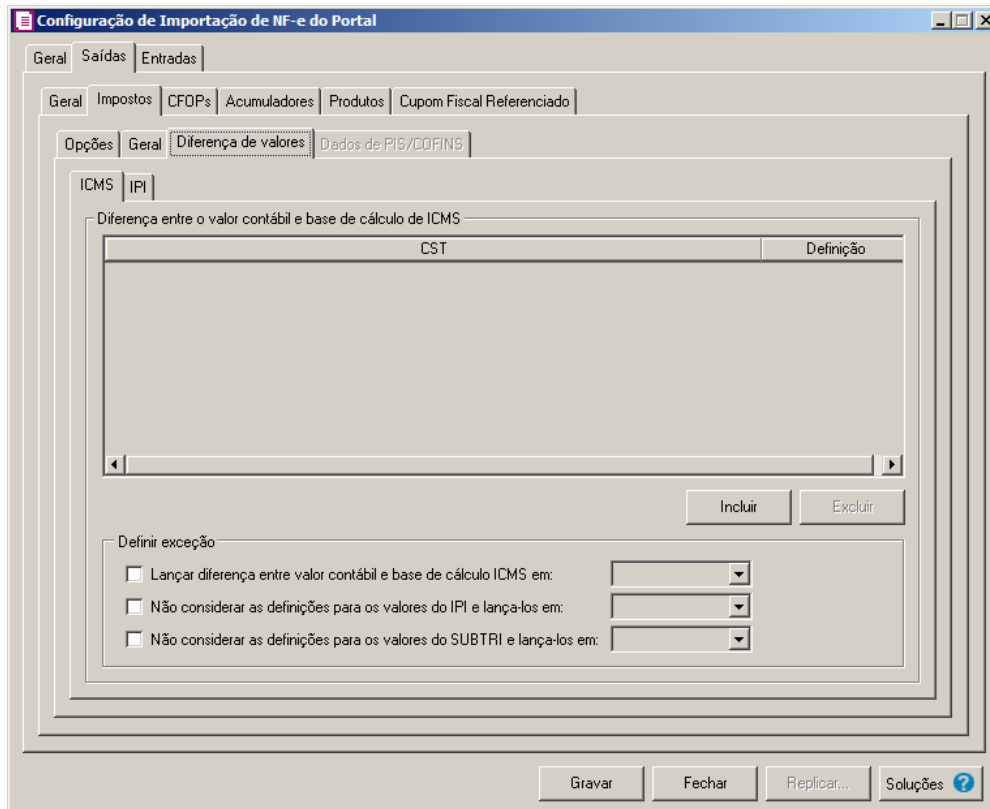 Configuração de Importação de NF-e do Portal
Geral Saídas Entradas
Geral Impostos CFOPs Acumuladores Produtos Cupom Fiscal Referenciado
Opções Geral Diferença de valores Dados de PIS/COFINS
ICMS IPI
Diferença entre o valor contábil e base de cálculo de ICMS
CST Definição
Incluir Excluir
Definir exceção
Lançar diferença entre valor contábil e base de cálculo ICMS em:
Não considerar as definições para os valores do IPI e lança-los em:
Não considerar as definições para os valores do SUBTRI e lança-los em:
Gravar Fechar Replicar... Soluções ?